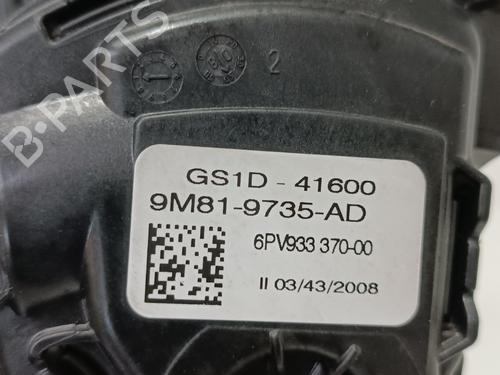 2
GS1D - 41600
9M81-9735-AD
6PV933 370-00
II 03/43/2008
B-PARTS